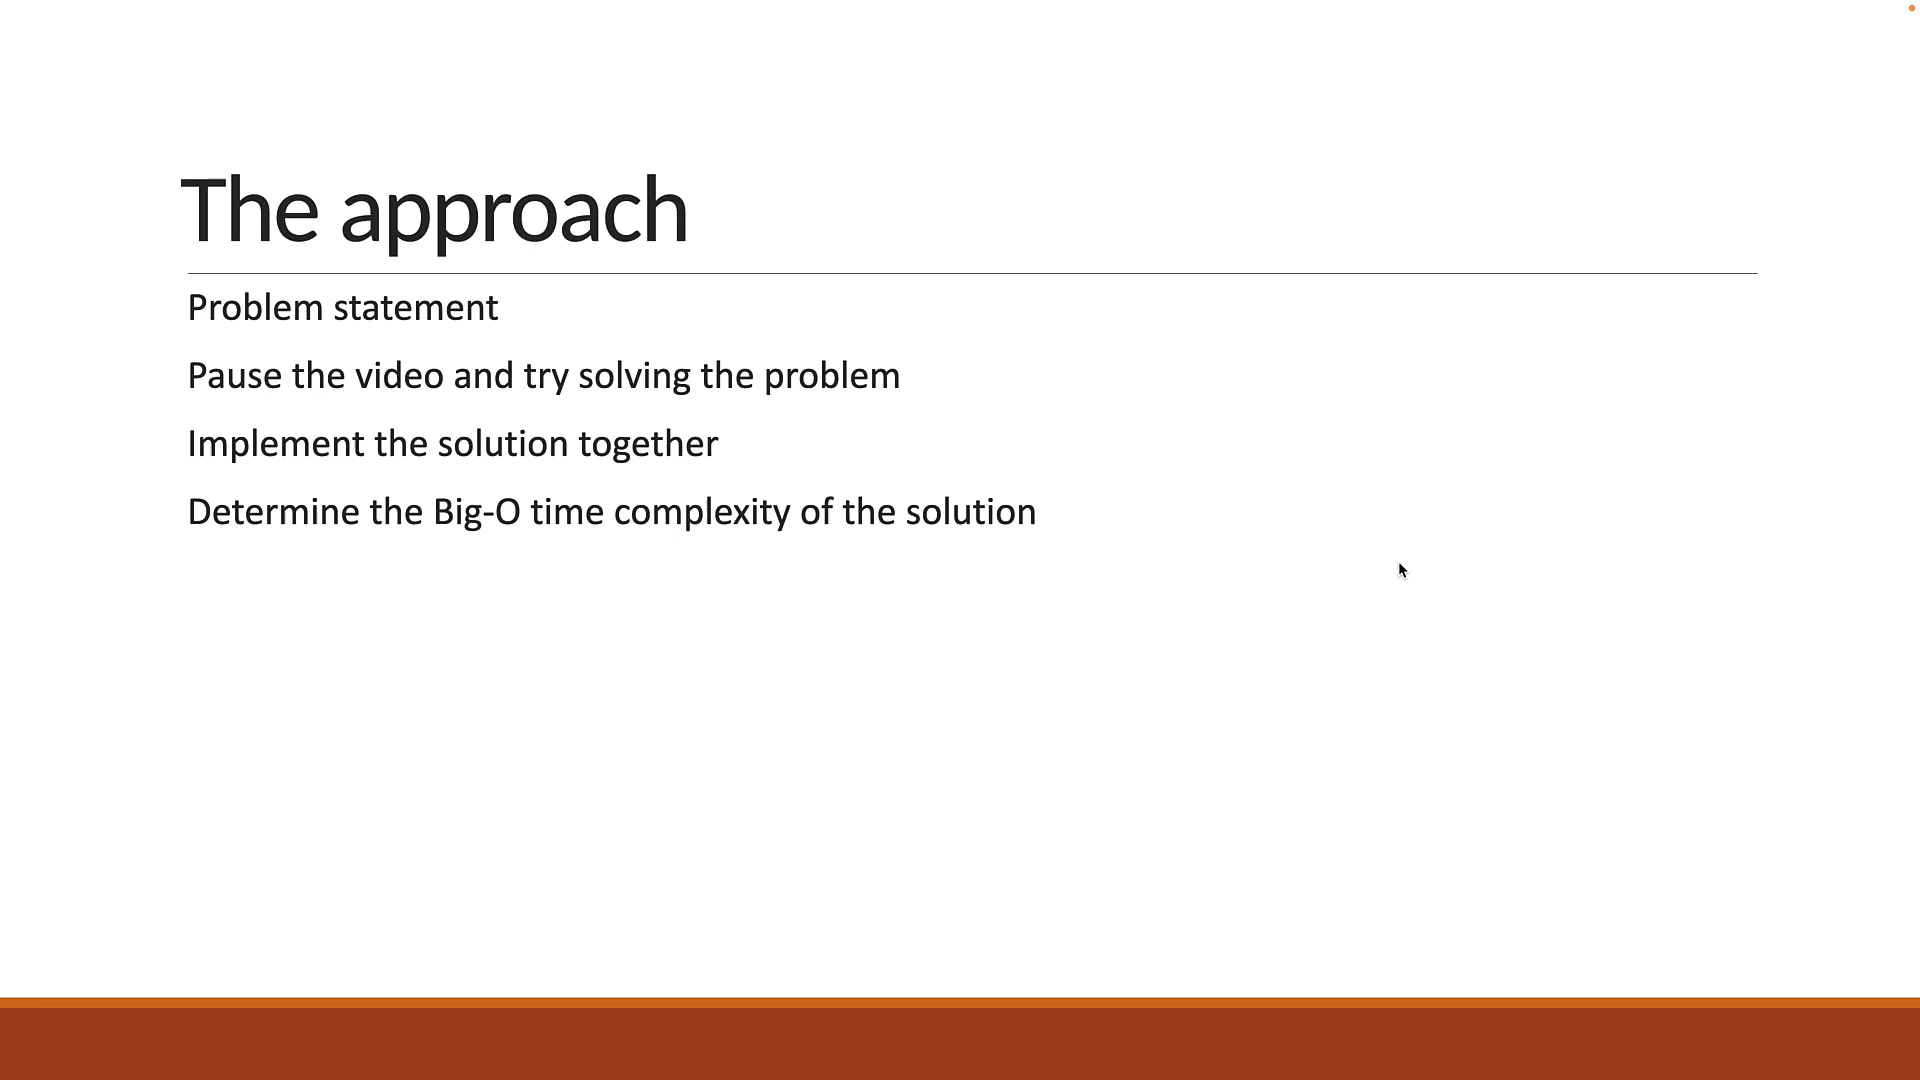 The approach
Problem statement
Pause the video and try solving the problem
Implement the solution together
Determine the Big-O time complexity of the solution